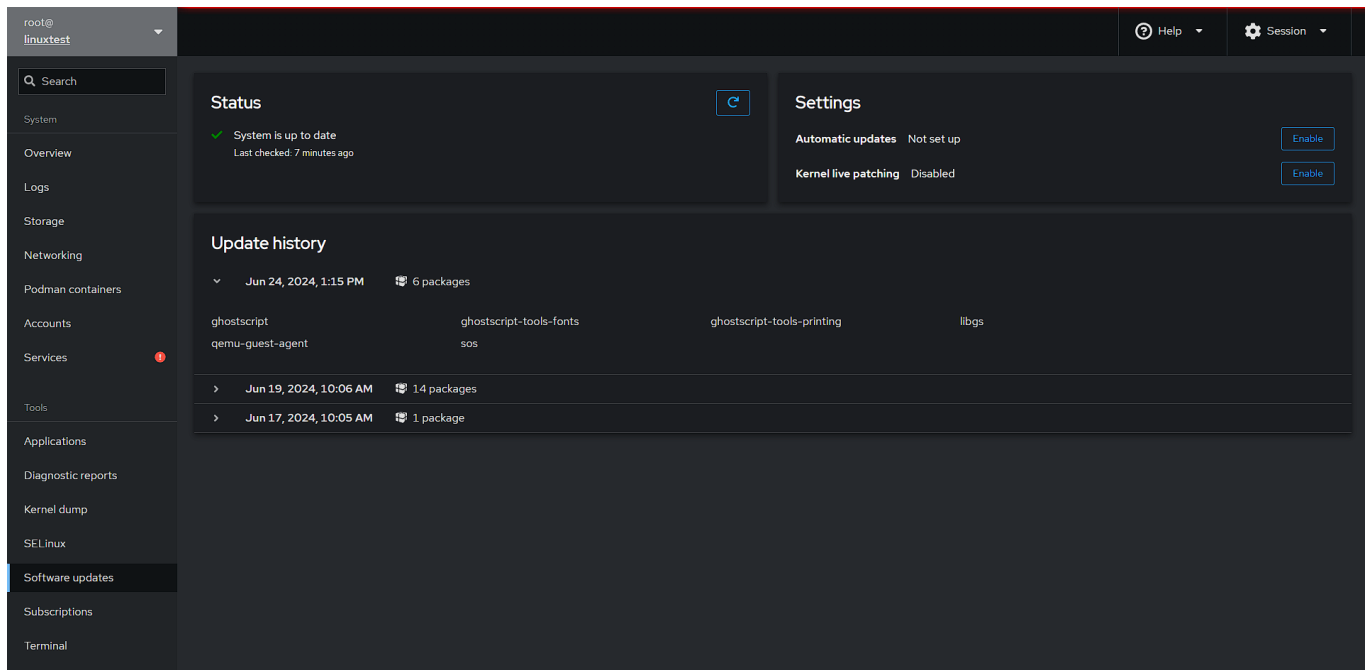 root@
linuxtest
Help
Session
Search
System
Overview
Logs
Storage
Networking
Podman containers
Accounts
Services
Tools
Applications
Diagnostic reports
Kernel dump
SELinux
Software updates
Subscriptions
Terminal
Status
System is up to date
Last checked: 7 minutes ago
Settings
Automatic updates Not set up Enable
Kernel live patching Disabled Enable
Update history
Jun 24, 2024, 1:15 PM 6 packages
ghostscript ghostscript-tools-fonts ghostscript-tools-printing libgs
qemu-guest-agent sos
Jun 19, 2024, 10:06 AM 14 packages
Jun 17, 2024, 10:05 AM 1 package